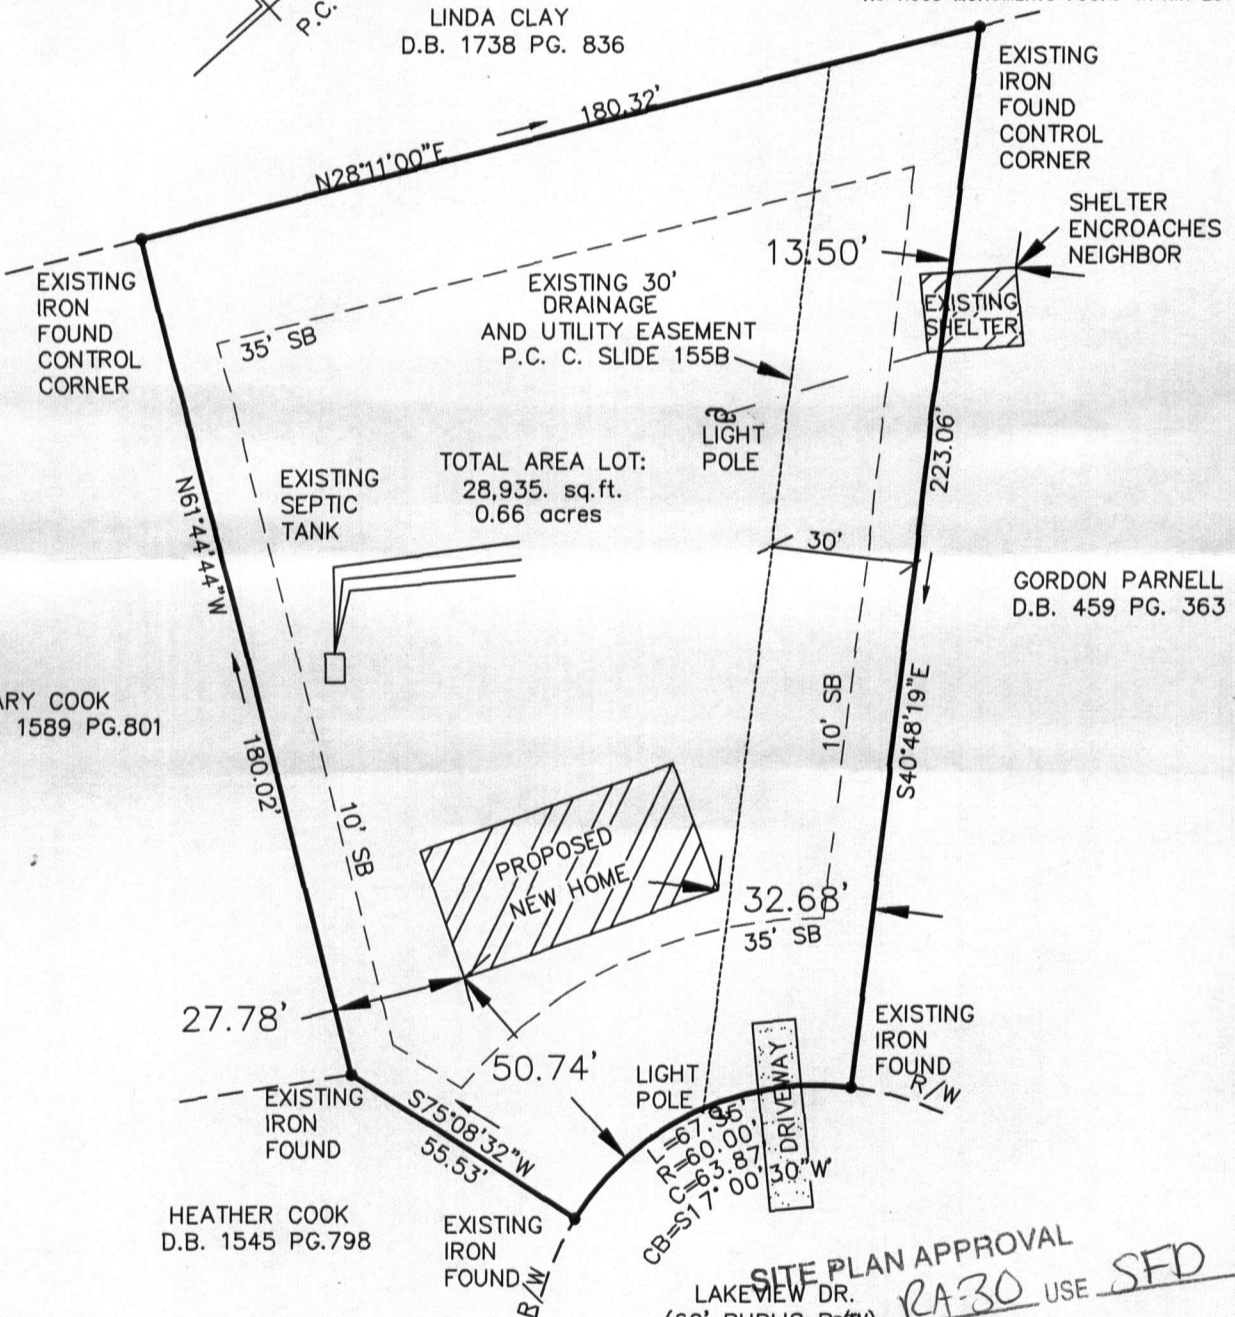 P.C.
LINDA CLAY
D.B. 1738 PG. 836
EXISTING
IRON
FOUND
CONTROL
CORNER
180.32'
N28°11'00"E
SHELTER
ENCROACHES
NEIGHBOR
13.50'
EXISTING
IRON
FOUND
CONTROL
CORNER
EXISTING 30'
DRAINAGE
AND UTILITY EASEMENT
P.C. C. SLIDE 155B
EXISTING
SHELTER
35' SB
LIGHT
POLE
223.06'
TOTAL AREA LOT:
28,935. sq.ft.
0.66 acres
EXISTING
SEPTIC
TANK
N61°44'44"W
30'
GORDON PARNELL
D.B. 459 PG. 363
ARY COOK
1589 PG.801
10' SB
S40°48'19"E
180.02'
10' SB
PROPOSED
NEW HOME
32.68'
35' SB
27.78'
50.74'
EXISTING
IRON
FOUND
R/W
LIGHT
POLE
DRIVEWAY
EXISTING
IRON
FOUND
S75°08'32"W
55.53'
L=67.35'
R=60.00'
C=63.87'
CB=S17°00'30"W
HEATHER COOK
D.B. 1545 PG.798
EXISTING
IRON
FOUND
R/W
SITE PLAN APPROVAL
RA-30 USE SFD
LAKEVIEW DR.